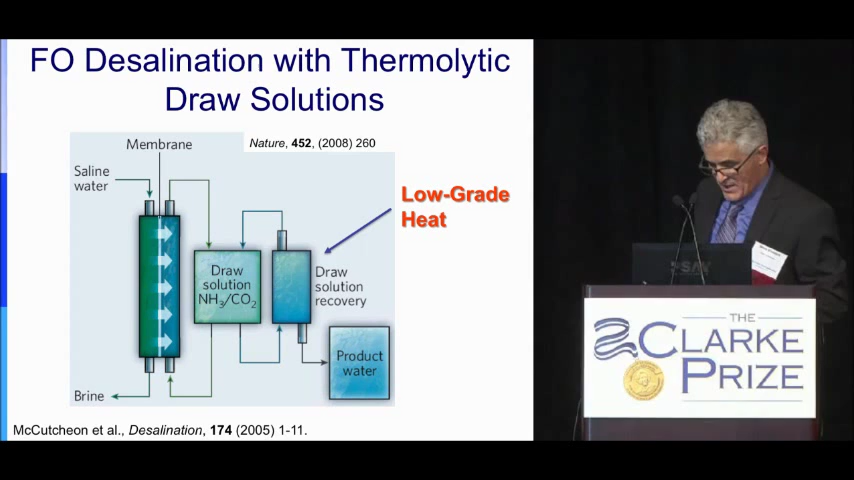 FO Desalination with Thermolytic
Draw Solutions
Membrane
Nature, 452, (2008) 260
Saline
water
Low-Grade
Heat
Draw
solution
NH₃/CO₂
Draw
solution
recovery
Product
water
Brine
McCutcheon et al., Desalination, 174 (2005) 1-11.
THE
CLARKE
PRIZE